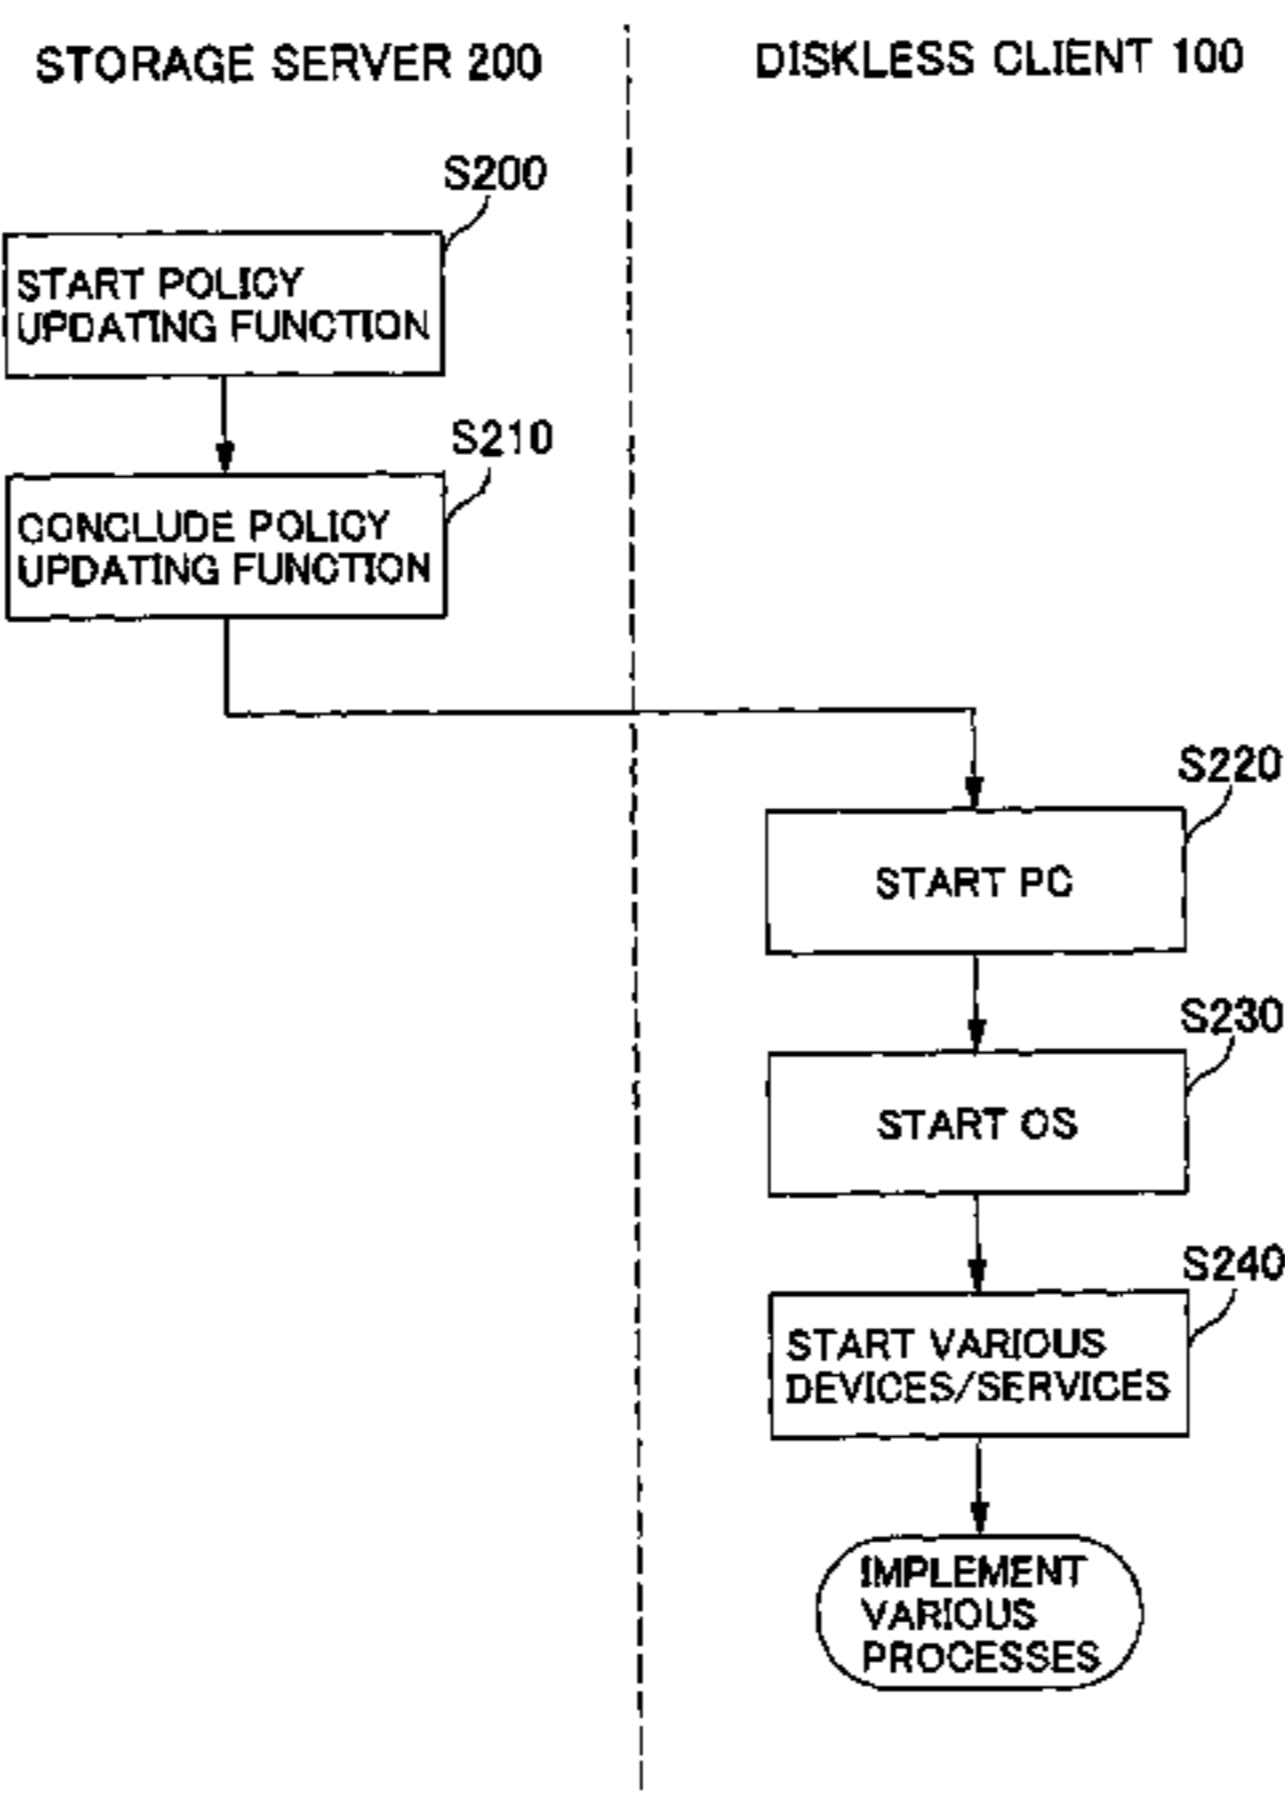 STORAGE SERVER 200
DISKLESS CLIENT 100
S200
START POLICY
UPDATING FUNCTION
S210
CONCLUDE POLICY
UPDATING FUNCTION
S220
START PC
S230
START OS
S240
START VARIOUS
DEVICES/SERVICES
IMPLEMENT
VARIOUS
PROCESSES